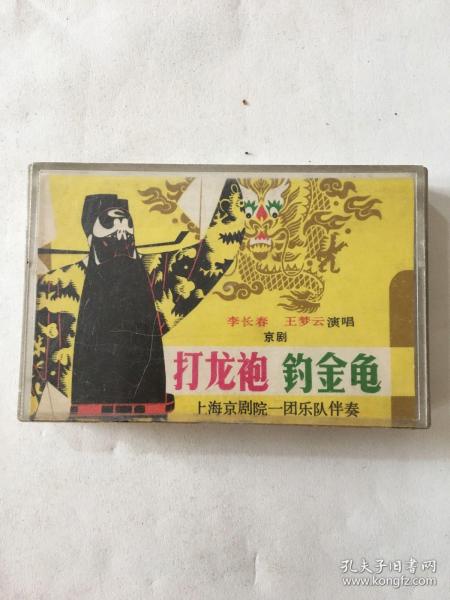 李长春 王梦云演唱
京剧
打龙袍 钓金龟
上海京剧院一团乐队伴奏
孔夫子旧书网
www.kongfz.com